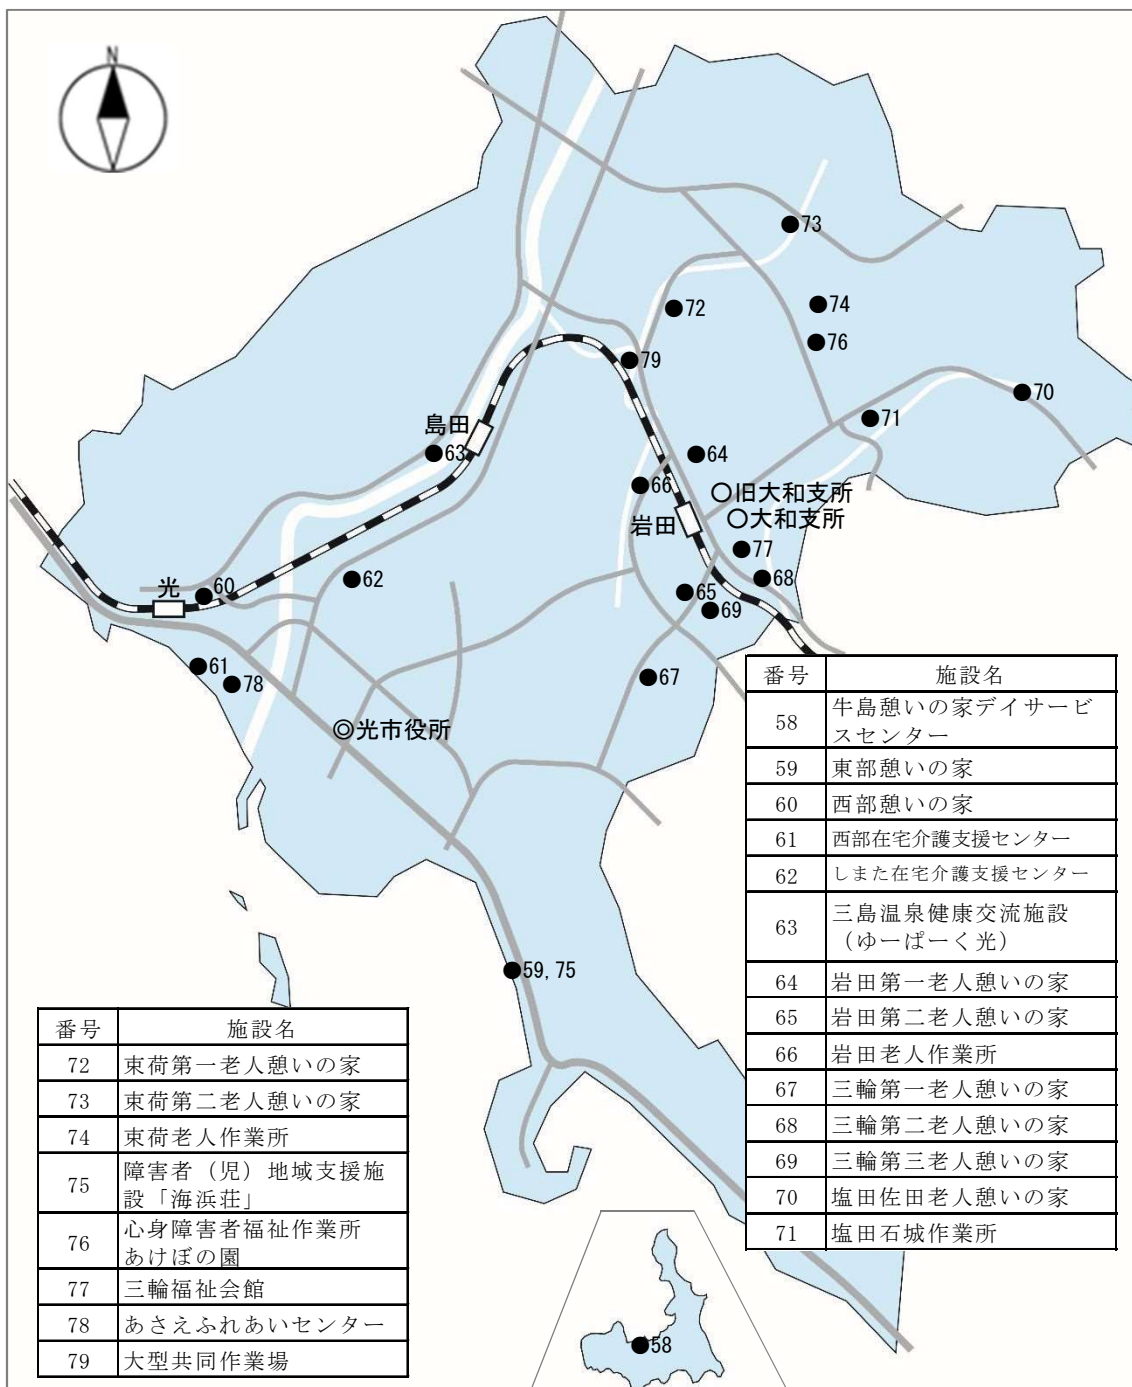 N
73
74
72
76
79
70
71
島田
63
64
66
〇旧大和支所
〇大和支所
岩田
77
68
光
60
62
65
69
61
78
67
◎光市役所
59, 75
58
番号 施設名
58 牛島憩いの家デイサービ
スセンター
59 東部憩いの家
60 西部憩いの家
61 西部在宅介護支援センター
62 しまた在宅介護支援センター
63 三島温泉健康交流施設
（ゆーぱーく光）
64 岩田第一老人憩いの家
65 岩田第二老人憩いの家
66 岩田老人作業所
67 三輪第一老人憩いの家
68 三輪第二老人憩いの家
69 三輪第三老人憩いの家
70 塩田佐田老人憩いの家
71 塩田石城作業所
番号 施設名
72 束荷第一老人憩いの家
73 束荷第二老人憩いの家
74 束荷老人作業所
75 障害者（児）地域支援施
設「海浜荘」
76 心身障害者福祉作業所
あけぼの園
77 三輪福祉会館
78 あさえふれあいセンター
79 大型共同作業場